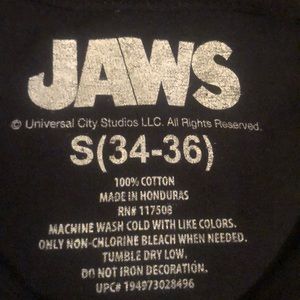 JAWS
© Universal City Studios LLC. All Rights Reserved.
S(34-36)
100% COTTON
MADE IN HONDURAS
RN# 117508
MACHINE WASH COLD WITH LIKE COLORS.
ONLY NON-CHLORINE BLEACH WHEN NEEDED.
TUMBLE DRY LOW.
DO NOT IRON DECORATION.
UPC# 194973028496